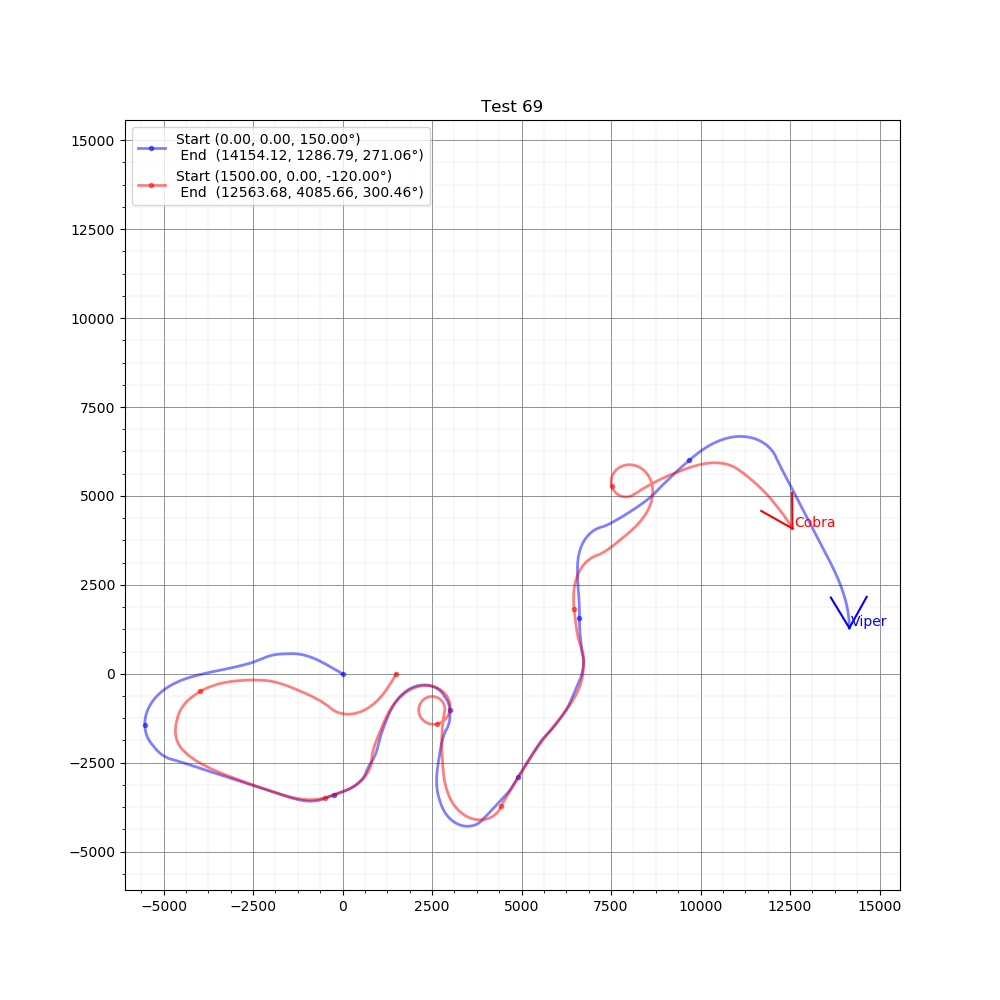 Test 69
Start (0.00, 0.00, 150.00°)
End  (14154.12, 1286.79, 271.06°)
Start (1500.00, 0.00, -120.00°)
End  (12563.68, 4085.66, 300.46°)
15000
12500
10000
7500
5000
2500
0
−2500
−5000
Cobra
Viper
−5000 −2500 0 2500 5000 7500 10000 12500 15000